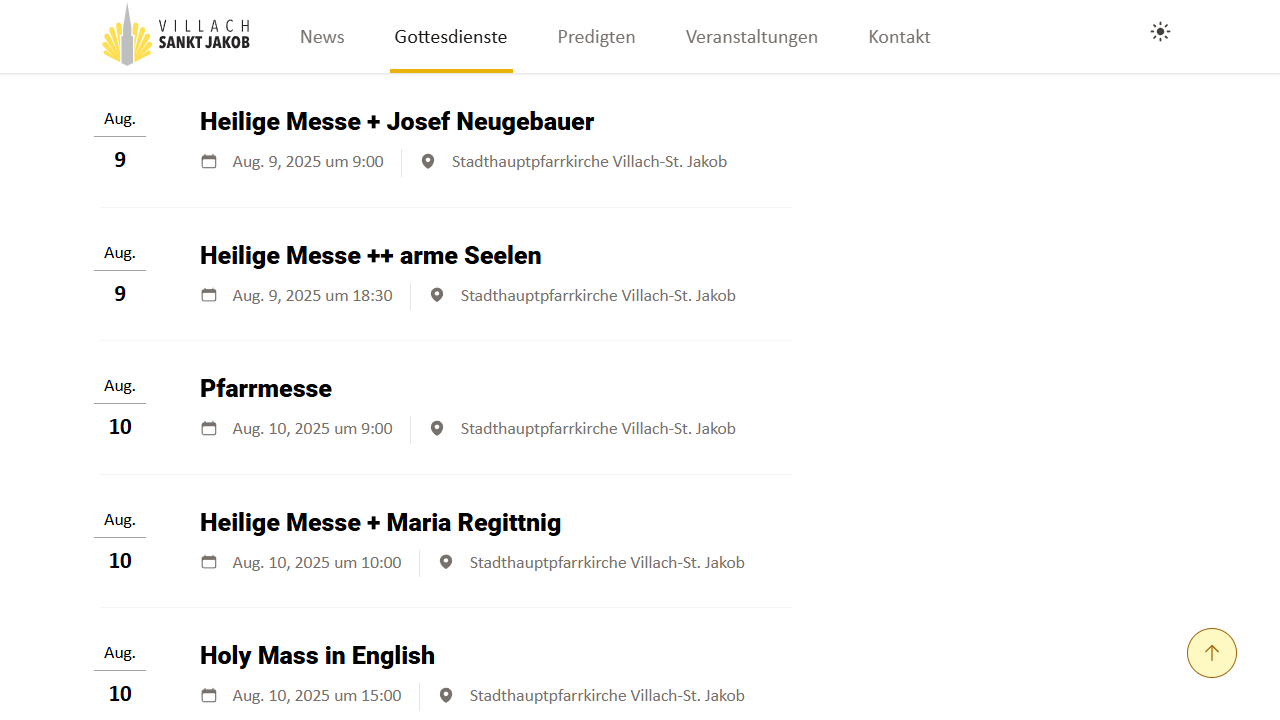 VILLACH
SANKT JAKOB
News Gottesdienste Predigten Veranstaltungen Kontakt
Aug.
9
Heilige Messe + Josef Neugebauer
Aug. 9, 2025 um 9:00 Stadthauptpfarrkirche Villach-St. Jakob
Aug.
9
Heilige Messe ++ arme Seelen
Aug. 9, 2025 um 18:30 Stadthauptpfarrkirche Villach-St. Jakob
Aug.
10
Pfarrmesse
Aug. 10, 2025 um 9:00 Stadthauptpfarrkirche Villach-St. Jakob
Aug.
10
Heilige Messe + Maria Regittnig
Aug. 10, 2025 um 10:00 Stadthauptpfarrkirche Villach-St. Jakob
Aug.
10
Holy Mass in English
Aug. 10, 2025 um 15:00 Stadthauptpfarrkirche Villach-St. Jakob